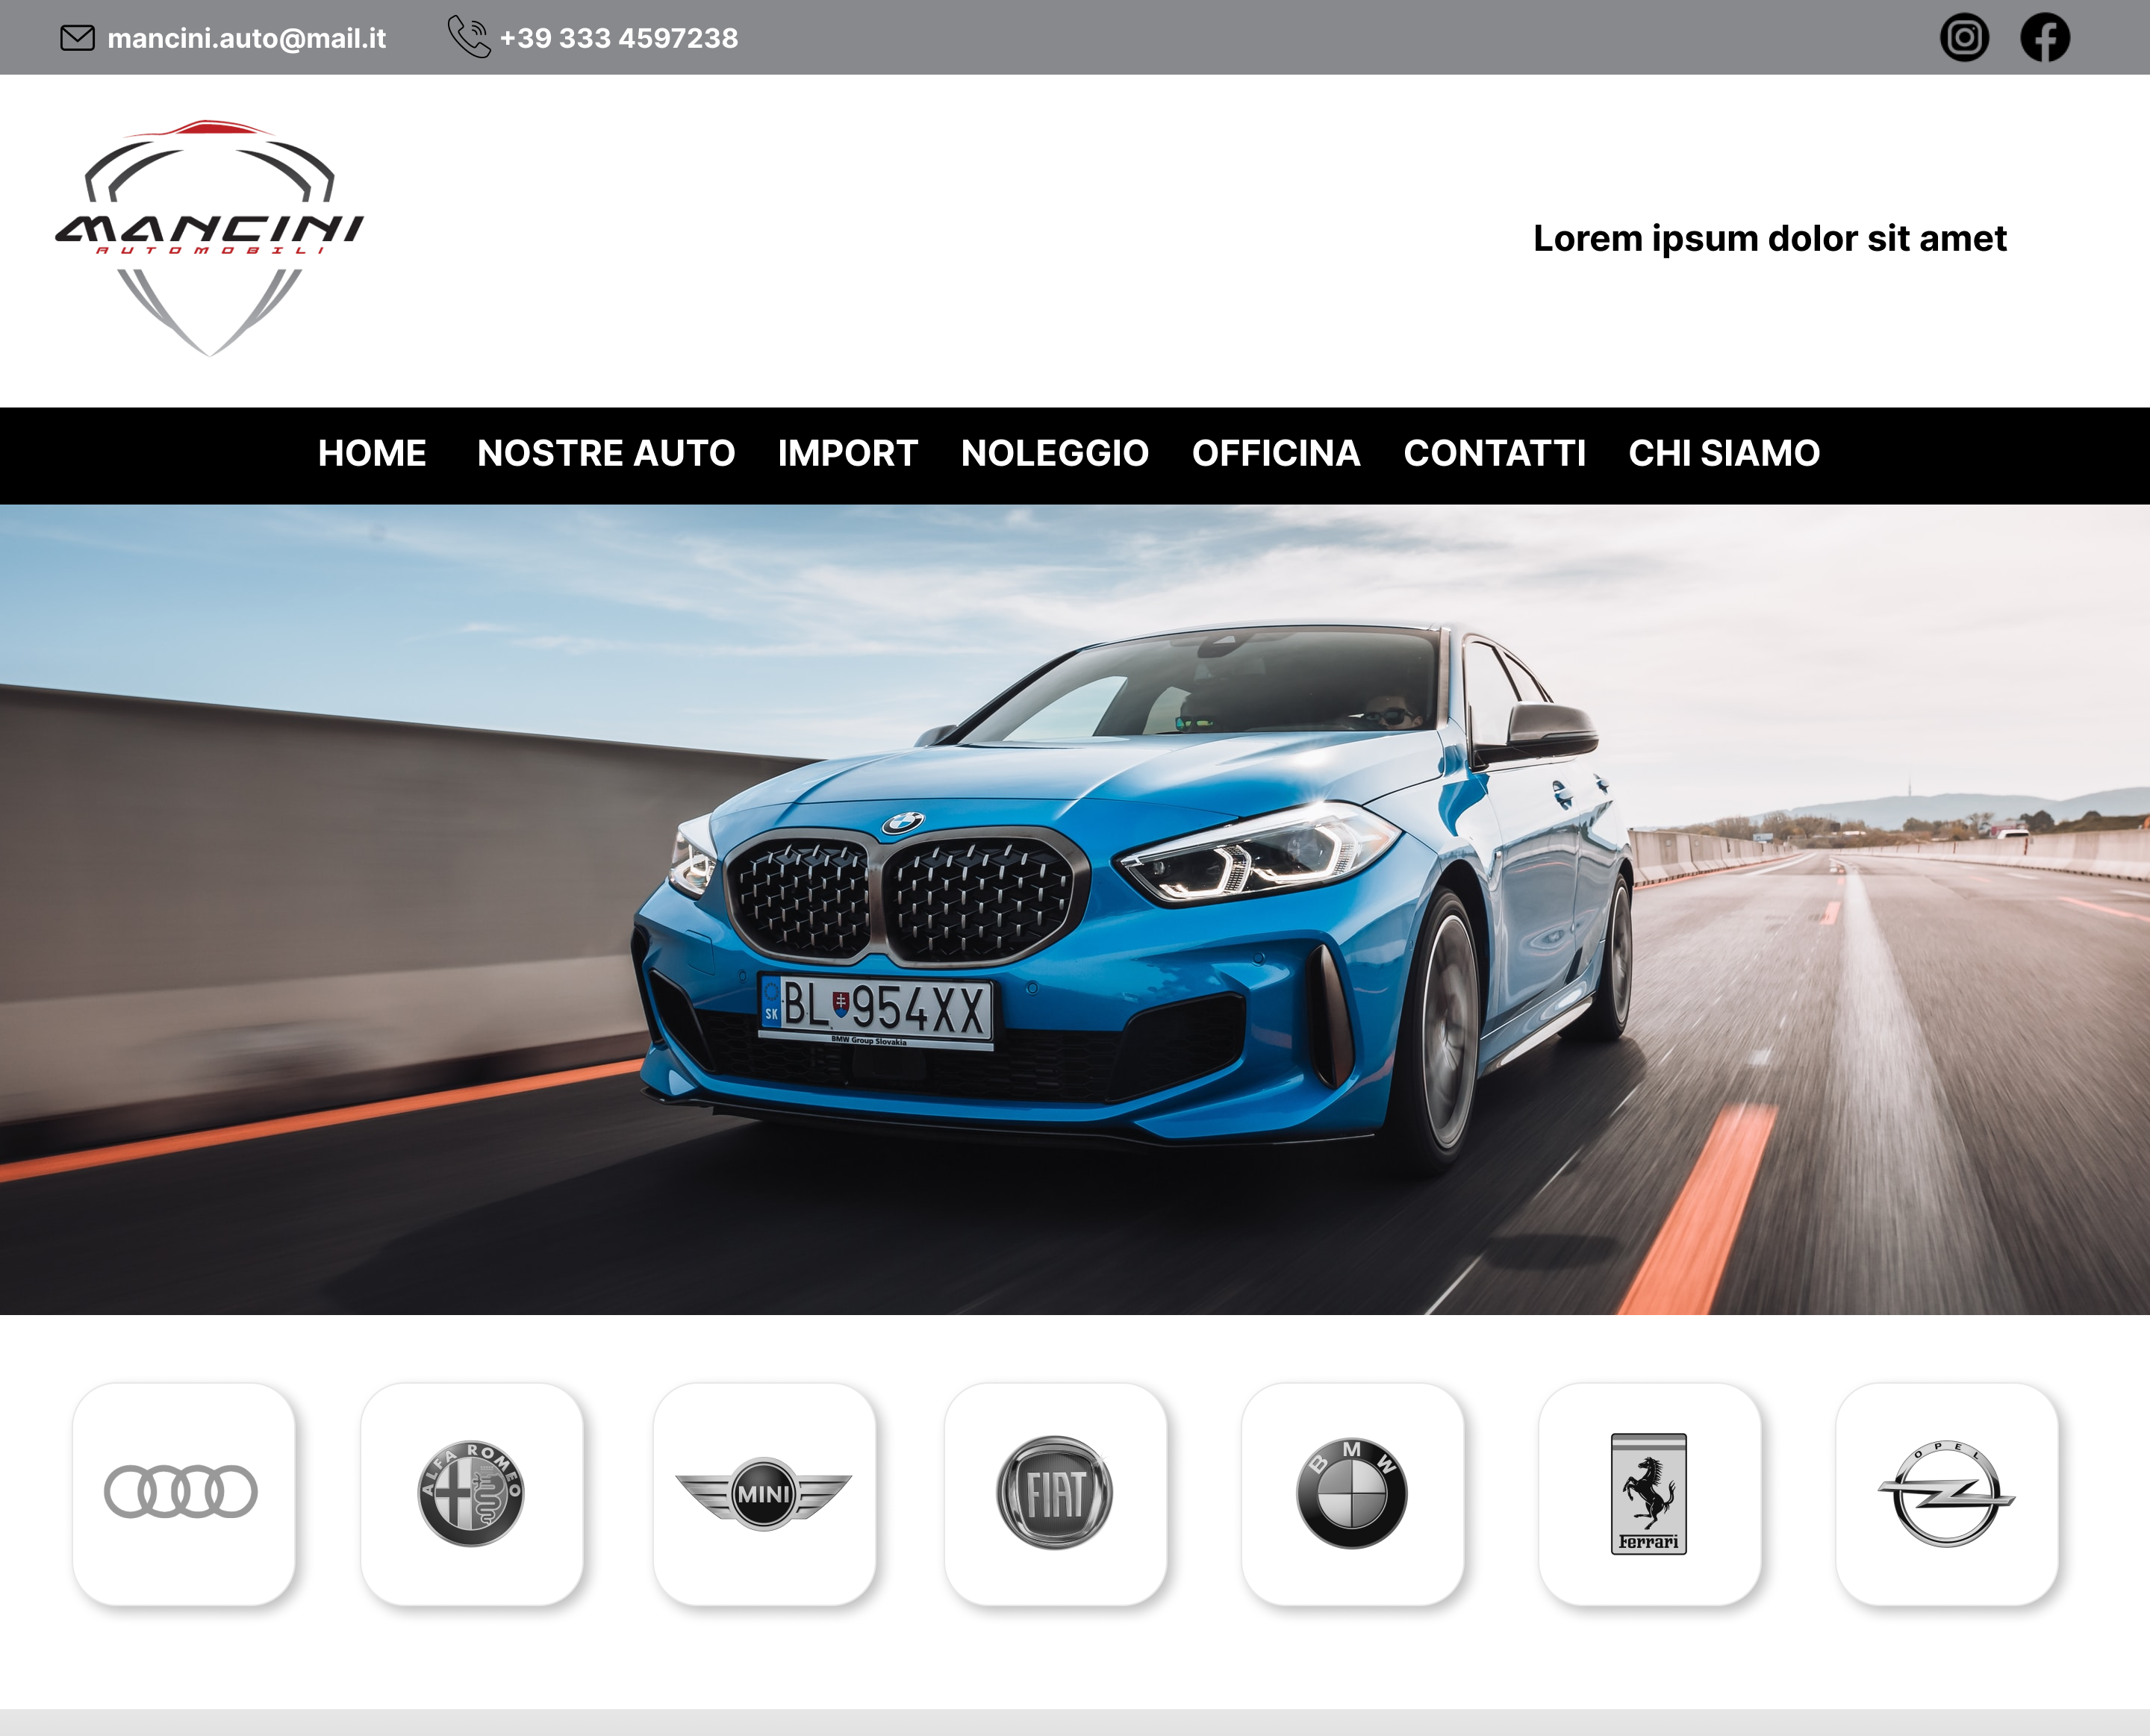 mancini.auto@mail.it +39 333 4597238
MANCINI
AUTOMOBILI
Lorem ipsum dolor sit amet
HOME NOSTRE AUTO IMPORT NOLEGGIO OFFICINA CONTATTI CHI SIAMO
SK BL 954XX
BMW Group Slovakia
ALFA ROMEO
MINI
FIAT
BMW
Ferrari
OPEL